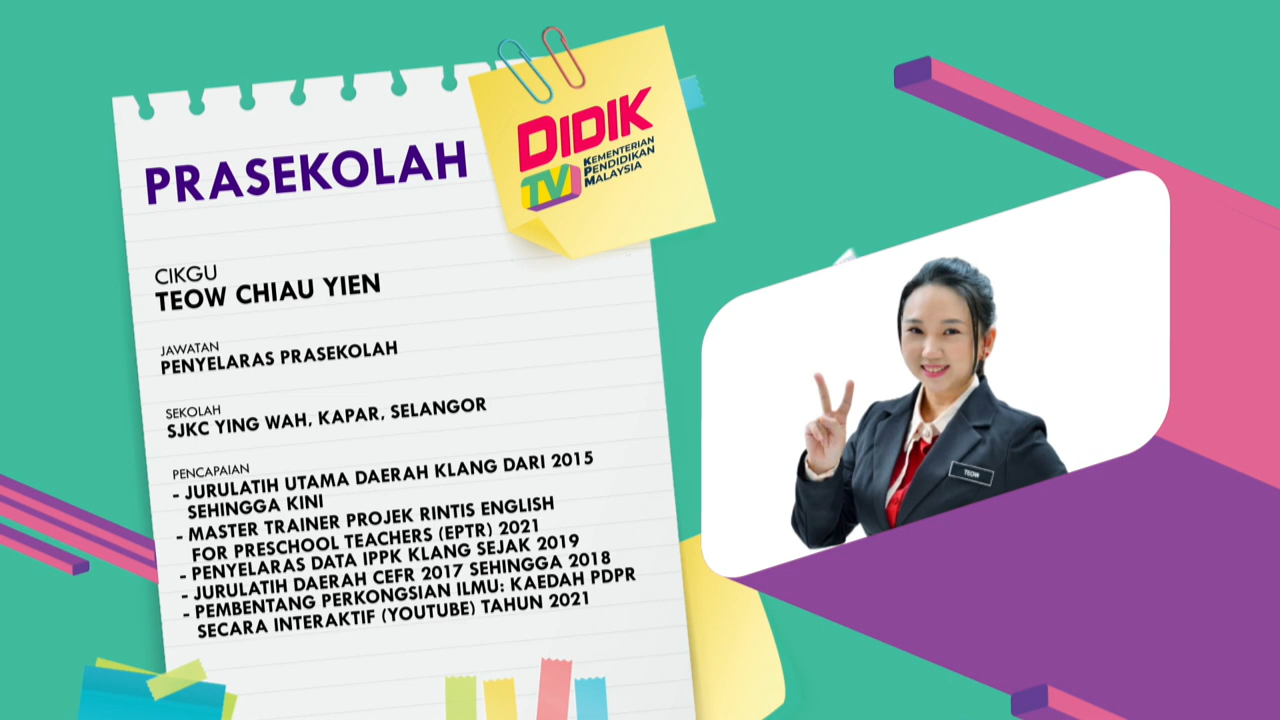 PRASEKOLAH
DIDIK
TV
KEMENTERIAN
PENDIDIKAN
MALAYSIA
CIKGU
TEOW CHIAU YIEN
JAWATAN
PENYELARAS PRASEKOLAH
SEKOLAH
SJKC YING WAH, KAPAR, SELANGOR
PENCAPAIAN
- JURULATIH UTAMA DAERAH KLANG DARI 2015
SEHINGGA KINI
- MASTER TRAINER PROJEK RINTIS ENGLISH
FOR PRESCHOOL TEACHERS (EPTR) 2021
- PENYELARAS DATA IPPK KLANG SEJAK 2019
- JURULATIH DAERAH CEFR 2017 SEHINGGA 2018
- PEMBENTANG PERKONGSIAN ILMU: KAEDAH PDPR
SECARA INTERAKTIF (YOUTUBE) TAHUN 2021
TEOW